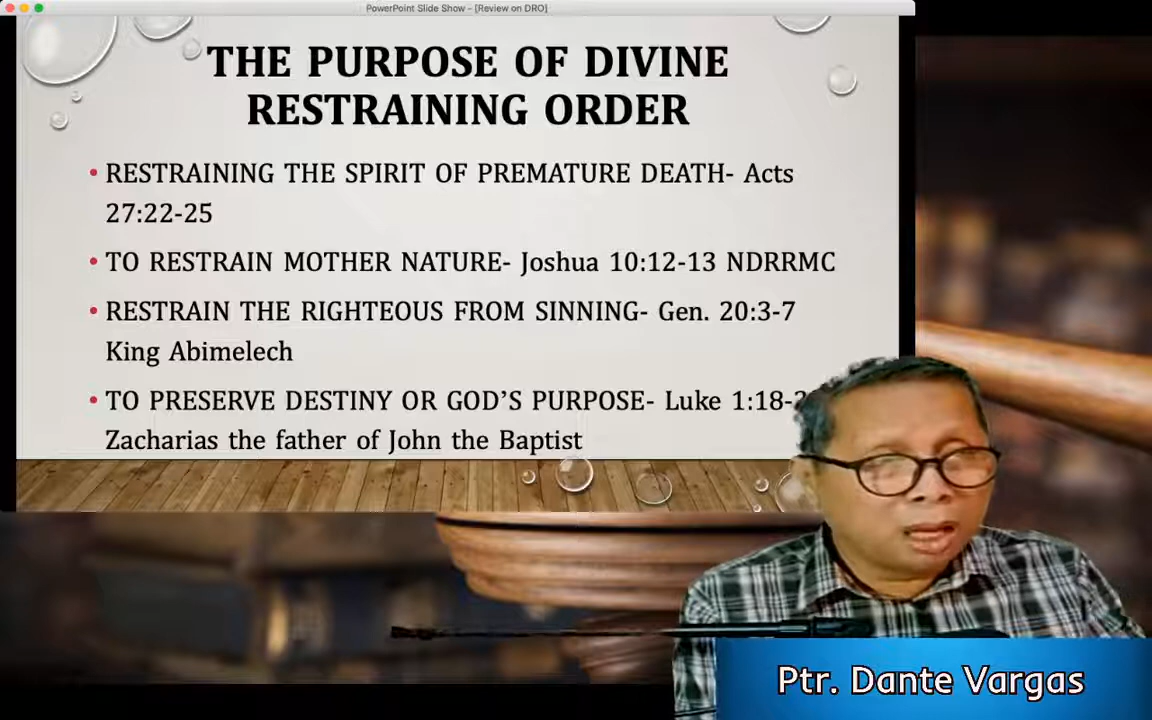 PowerPoint Slide Show - [Review on DRO]
THE PURPOSE OF DIVINE
RESTRAINING ORDER
• RESTRAINING THE SPIRIT OF PREMATURE DEATH- Acts
27:22-25
• TO RESTRAIN MOTHER NATURE- Joshua 10:12-13 NDRRMC
• RESTRAIN THE RIGHTEOUS FROM SINNING- Gen. 20:3-7
King Abimelech
• TO PRESERVE DESTINY OR GOD'S PURPOSE- Luke
Zacharias the father of John the Baptist
Ptr. Dante Vargas